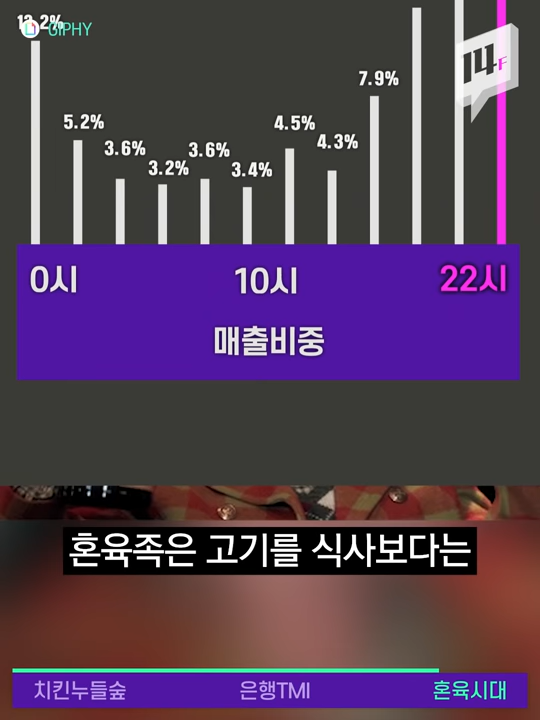 GIPHY
14F
5.2%
3.6%
3.2%
3.6%
3.4%
4.5%
4.3%
7.9%
0시
10시
22시
매출비중
혼육족은 고기를 식사보다는
치킨누들숲
은행TMI
혼육시대